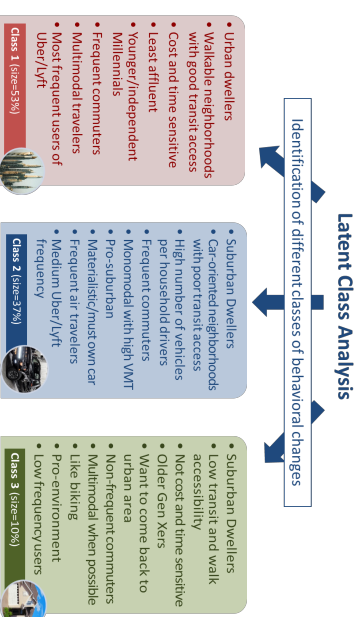 Latent Class Analysis
Identification of different classes of behavioral changes
• Urban dwellers
• Walkable neighborhoods
with good transit access
• Cost and time sensitive
• Least affluent
• Younger/independent
Millennials
• Frequent commuters
• Multimodal travelers
• Most frequent users of
Uber/Lyft
Class 1 (size=53%)
• Suburban Dwellers
• Car-oriented neighborhoods
with poor transit access
• High number of vehicles
per household drivers
• Frequent commuters
• Monomodal with high VMT
• Pro-suburban
• Materialistic/must own car
• Frequent air travelers
• Medium Uber/Lyft
frequency
Class 2 (size=37%)
• Suburban Dwellers
• Low transit and walk
accessibility
• Not cost and time sensitive
• Older Gen Xers
• Want to come back to
urban area
• Non-frequent commuters
• Multimodal when possible
• Like biking
• Pro-environment
• Low frequency users
Class 3 (size=10%)